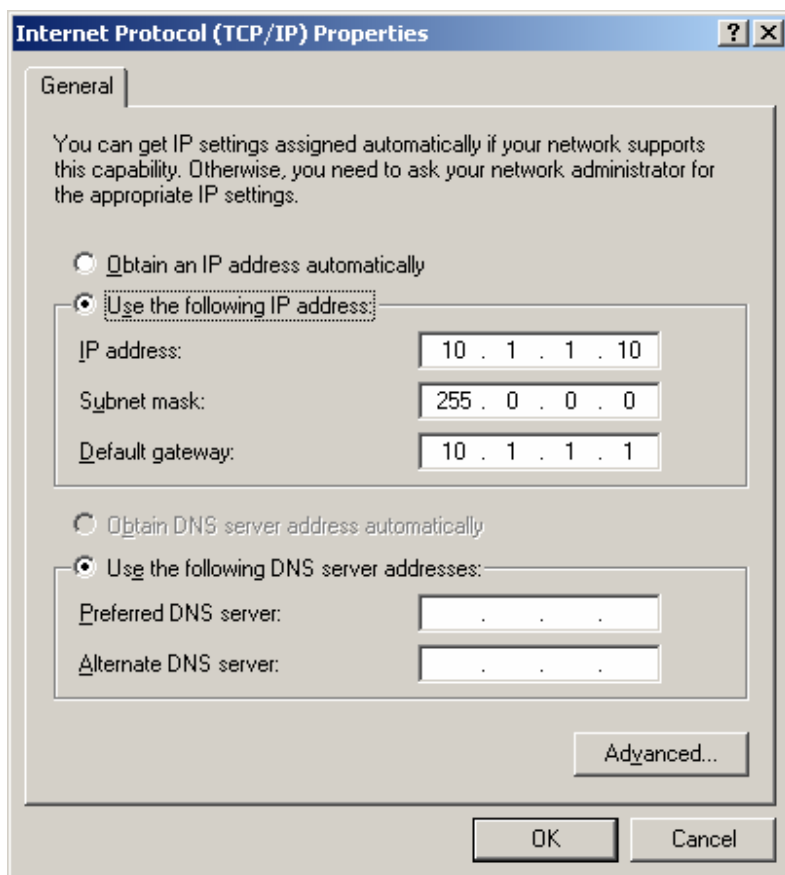 Internet Protocol (TCP/IP) Properties
General
You can get IP settings assigned automatically if your network supports
this capability. Otherwise, you need to ask your network administrator for
the appropriate IP settings.
Obtain an IP address automatically
Use the following IP address:
IP address: 10 . 1 . 1 . 10
Subnet mask: 255 . 0 . 0 . 0
Default gateway: 10 . 1 . 1 . 1
Obtain DNS server address automatically
Use the following DNS server addresses:
Preferred DNS server: . . .
Alternate DNS server: . . .
Advanced...
OK Cancel